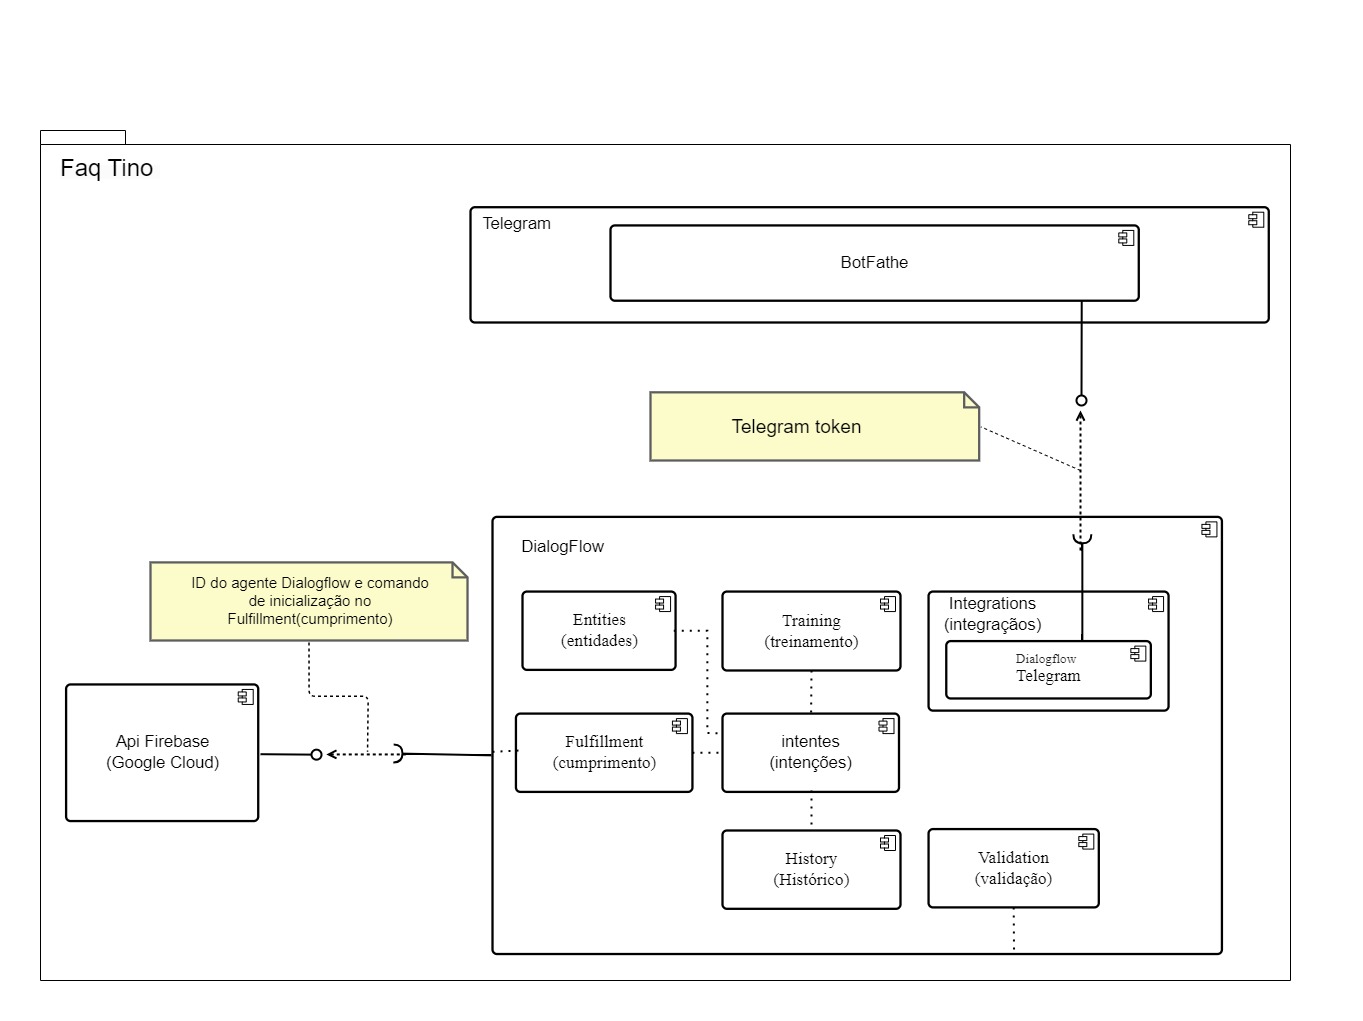 Faq Tino
Telegram
BotFathe
Telegram token
DialogFlow
ID do agente Dialogflow e comando
de inicialização no
Fulfillment(cumprimento)
Entities
(entidades)
Training
(treinamento)
Integrations
(integraçãos)
Dialogflow
Telegram
Api Firebase
(Google Cloud)
Fulfillment
(cumprimento)
intentes
(intenções)
History
(Histórico)
Validation
(validação)